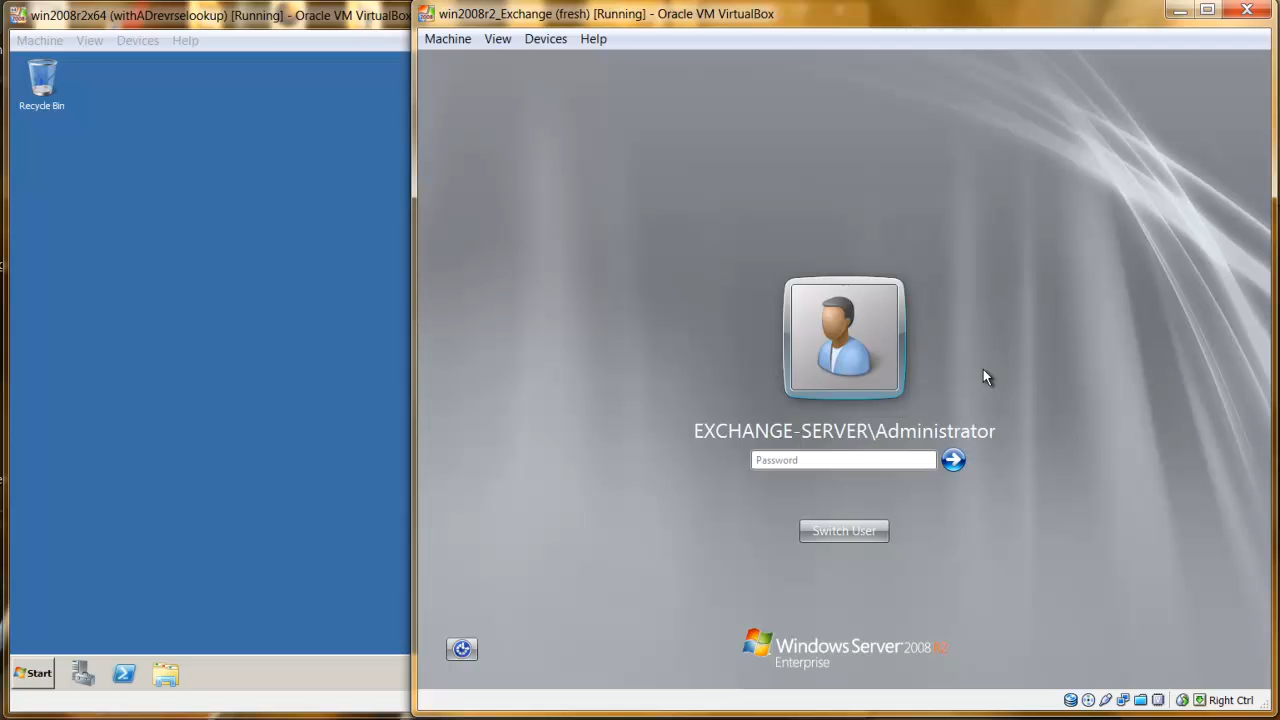 win2008r2x64 (withADrevrselookup) [Running] - Oracle VM VirtualBox
Machine View Devices Help
Recycle Bin
Start
win2008r2_Exchange (fresh) [Running] - Oracle VM VirtualBox
Machine View Devices Help
EXCHANGE-SERVER\Administrator
Password
Switch User
Windows Server 2008 R2
Enterprise
Right Ctrl